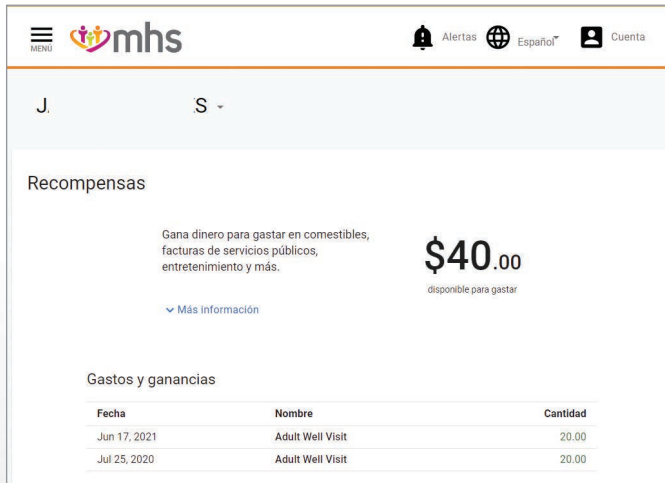 MENÚ
mhs
Alertas
Español
Cuenta
J. S
Recompensas
Gana dinero para gastar en comestibles,
facturas de servicios públicos,
entretenimiento y más.
$40.00
disponible para gastar
Más información
Gastos y ganancias
Fecha Nombre Cantidad
Jun 17, 2021 Adult Well Visit 20.00
Jul 25, 2020 Adult Well Visit 20.00